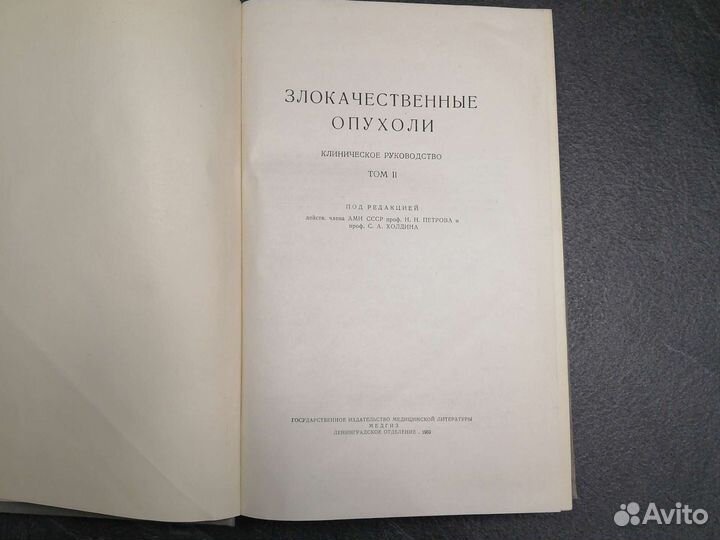 ЗЛОКАЧЕСТВЕННЫЕ
ОПУХОЛИ
КЛИНИЧЕСКОЕ РУКОВОДСТВО
ТОМ II
ПОД РЕДАКЦИЕЙ
действ. члена АМН СССР проф. Н. Н. ПЕТРОВА и
проф. С. А. ХОЛДИНА
ГОСУДАРСТВЕННОЕ ИЗДАТЕЛЬСТВО МЕДИЦИНСКОЙ ЛИТЕРАТУРЫ
МЕДГИЗ
ЛЕНИНГРАДСКОЕ ОТДЕЛЕНИЕ .
Avito